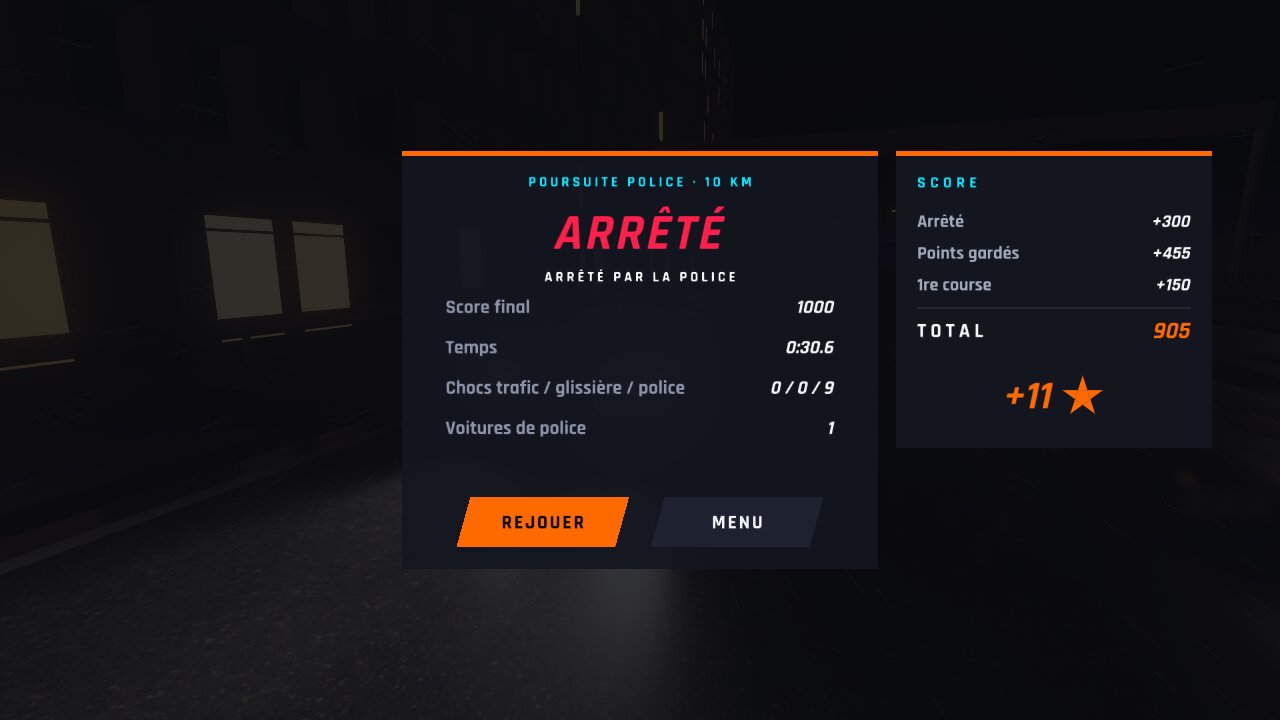 POURSUITE POLICE · 10 KM
ARRÊTÉ
ARRÊTÉ PAR LA POLICE
Score final 1000
Temps 0:30.6
Chocs trafic / glissière / police 0 / 0 / 9
Voitures de police 1
REJOUER MENU
SCORE
Arrêté +300
Points gardés +455
1re course +150
TOTAL 905
+11